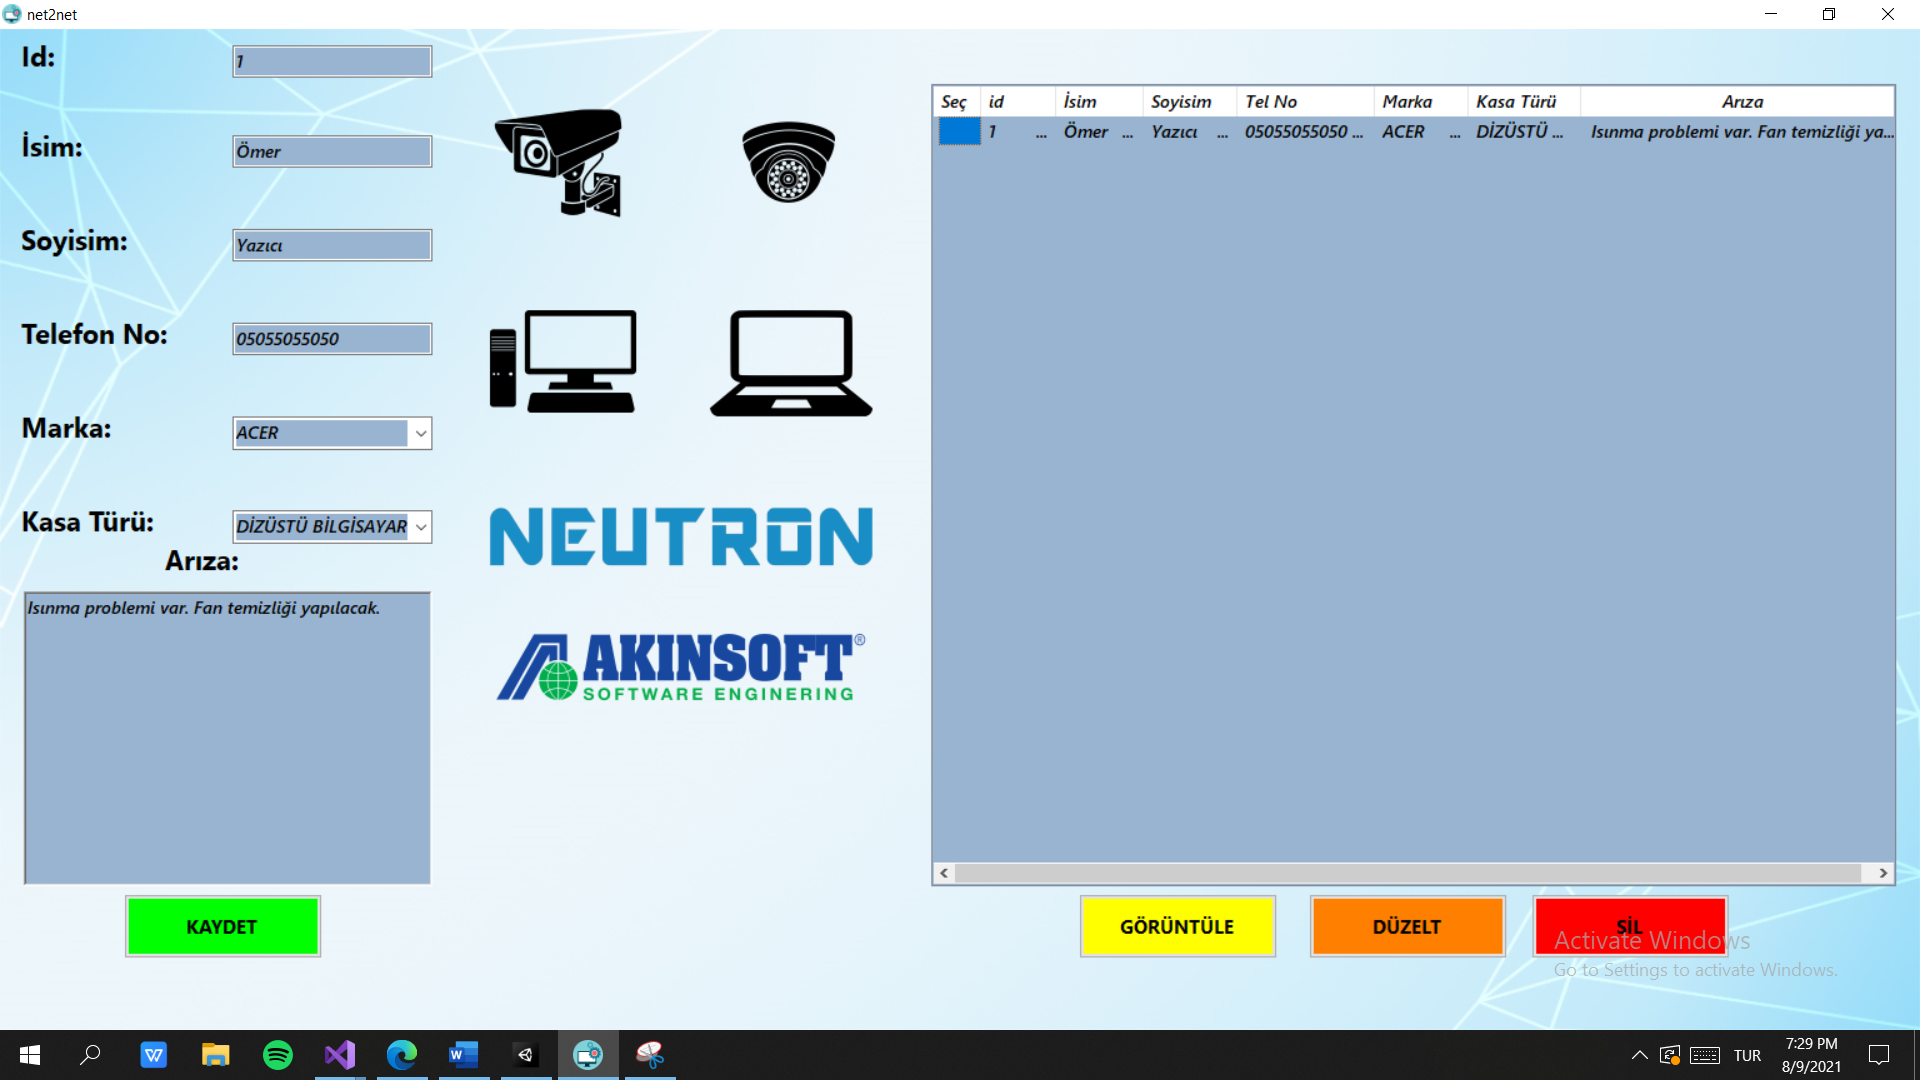 net2net
Id:
1
İsim:
Ömer
Soyisim:
Yazıcı
Telefon No:
05055055050
Marka:
ACER
Kasa Türü:
DİZÜSTÜ BİLGİSAYAR
Arıza:
Isınma problemi var. Fan temizliği yapılacak.
KAYDET
NEUTRON
AKINSOFT®
SOFTWARE ENGINERING
Seç id İsim Soyisim Tel No Marka Kasa Türü Arıza
1 ... Ömer ... Yazıcı ... 05055055050 ... ACER ... DİZÜSTÜ ... Isınma problemi var. Fan temizliği ya...
GÖRÜNTÜLE DÜZELT SİL
Activate Windows
Go to Settings to activate Windows.
W
W
TUR
7:29 PM
8/9/2021